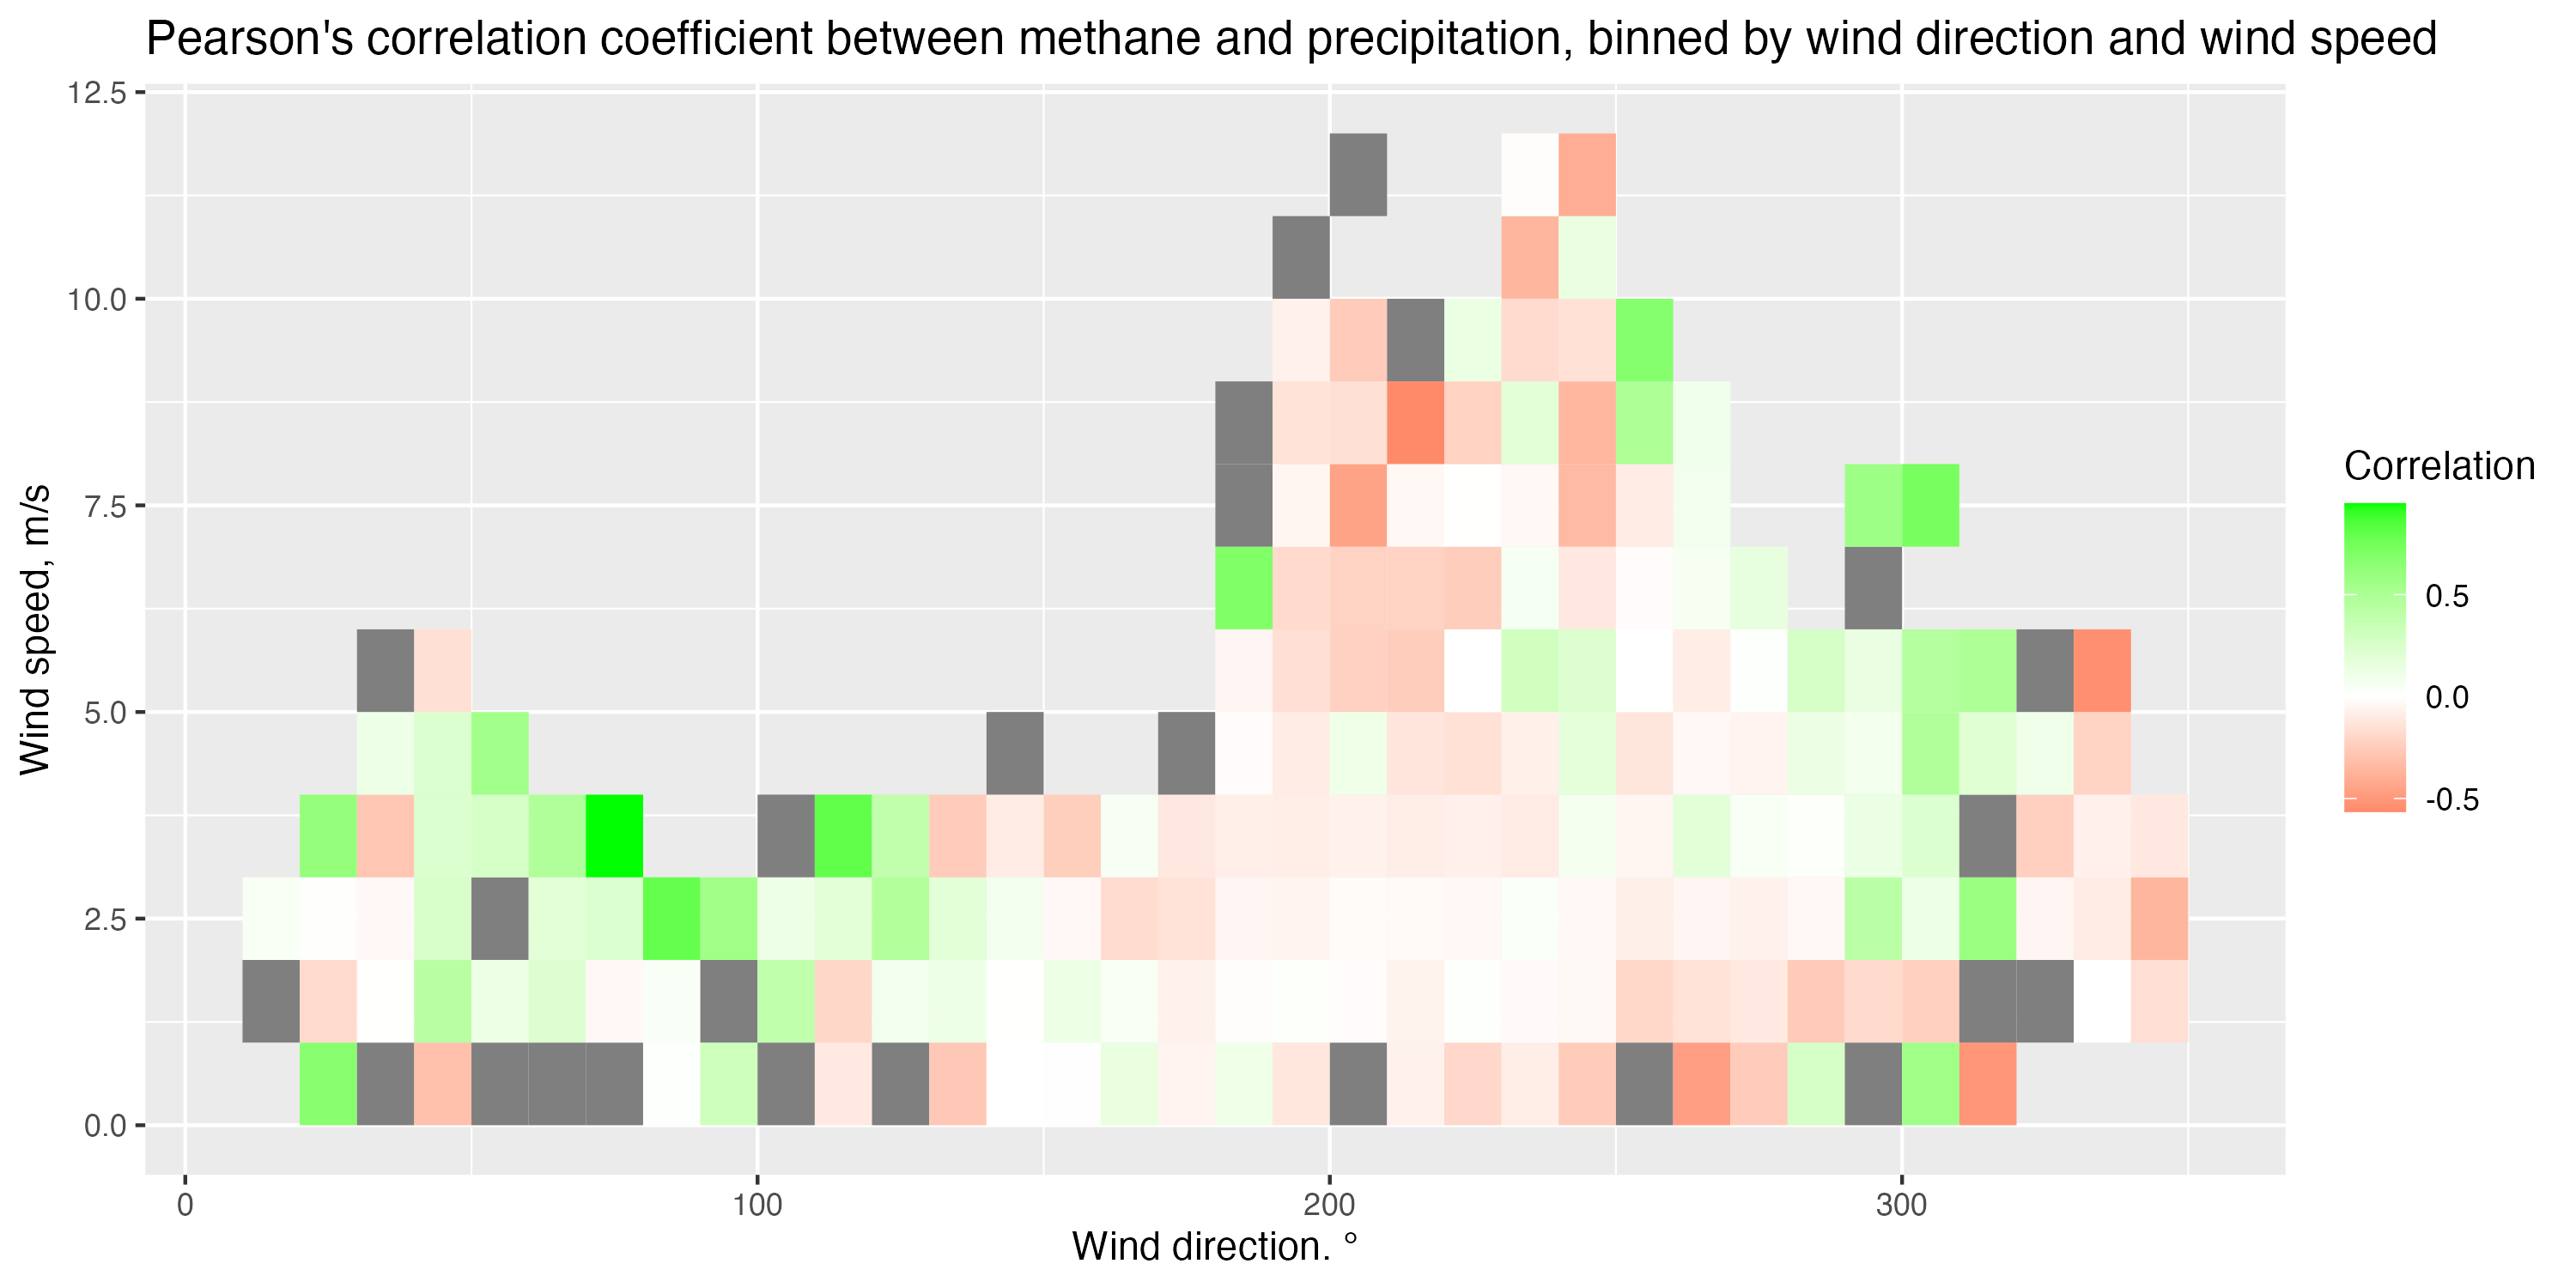 Pearson's correlation coefficient between methane and precipitation, binned by wind direction and wind speed
12.5
10.0
7.5
5.0
2.5
0.0
Wind speed, m/s
0 100 200 300
Wind direction. °
Correlation
0.5
0.0
-0.5